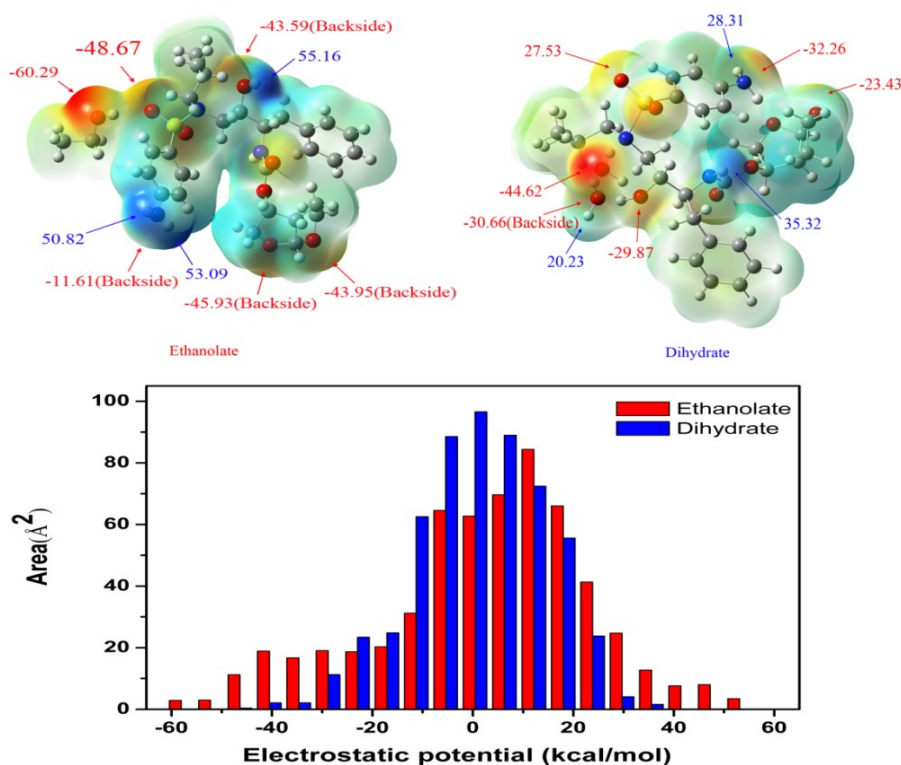 -43.59(Backside)
-48.67
55.16
-60.29
50.82
53.09
-11.61(Backside)
-45.93(Backside)
-43.95(Backside)
Ethanolate
28.31
27.53
-32.26
-23.43
-44.62
-30.66(Backside)
-29.87
35.32
20.23
Dihydrate
100
80
60
40
20
0
Area(Å²)
Ethanolate
Dihydrate
-60 -40 -20 0 20 40 60
Electrostatic potential (kcal/mol)